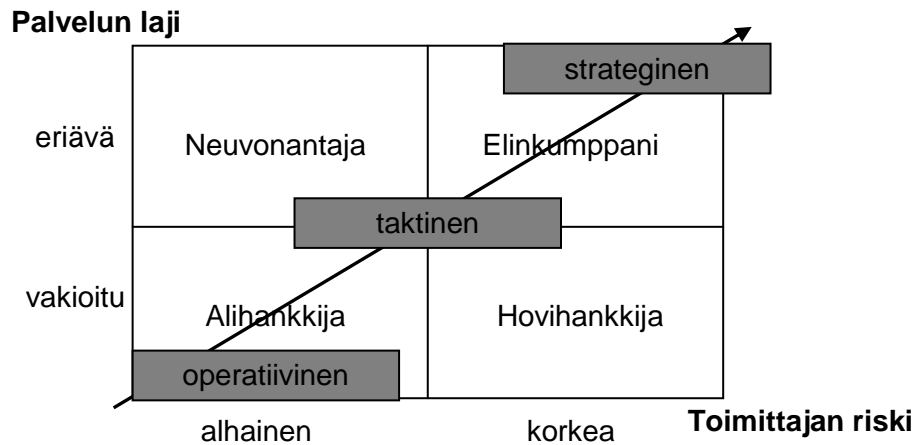 Palvelun laji
strateginen
eriävä
Neuvonantaja
Elinkumppani
taktinen
vakioitu
Alihankkija
Hovihankkija
operatiivinen
alhainen
korkea
Toimittajan riski